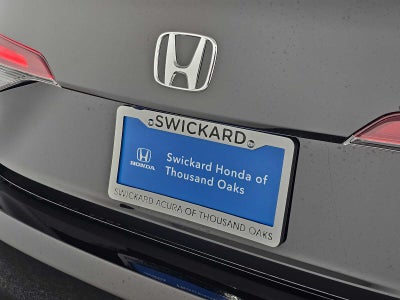 SWICKARD
Swickard Honda of
Thousand Oaks
HONDA
SWICKARD ACURA OF THOUSAND OAKS